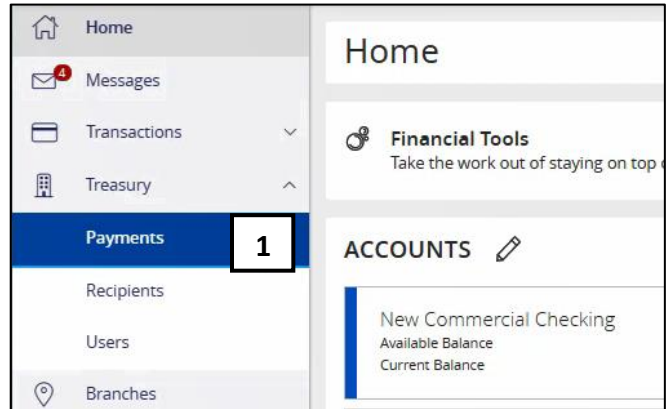 Home
4
Messages
Transactions
Treasury
Payments
1
Recipients
Users
Branches
Home
Financial Tools
Take the work out of staying on top
ACCOUNTS
New Commercial Checking
Available Balance
Current Balance